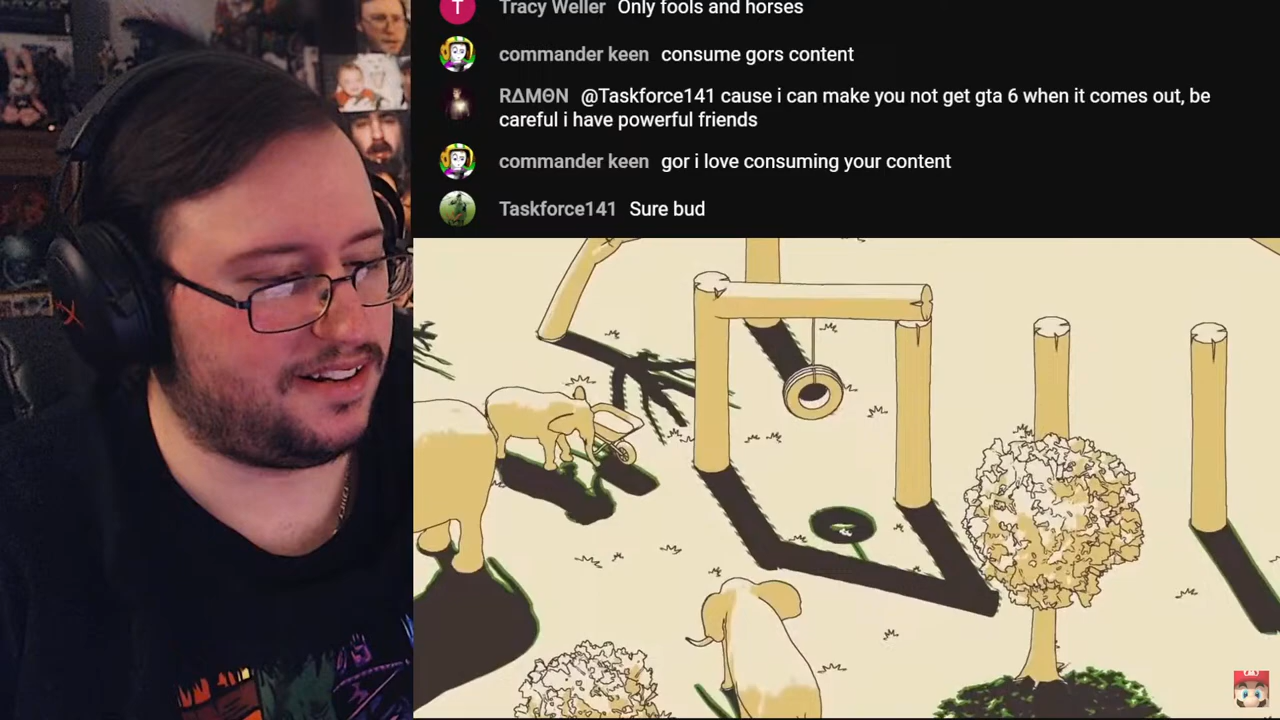 Tracy Weller Only fools and horses
commander keen consume gors content
RΔMΘN @Taskforce141 cause i can make you not get gta 6 when it comes out, be
careful i have powerful friends
commander keen gor i love consuming your content
Taskforce141 Sure bud